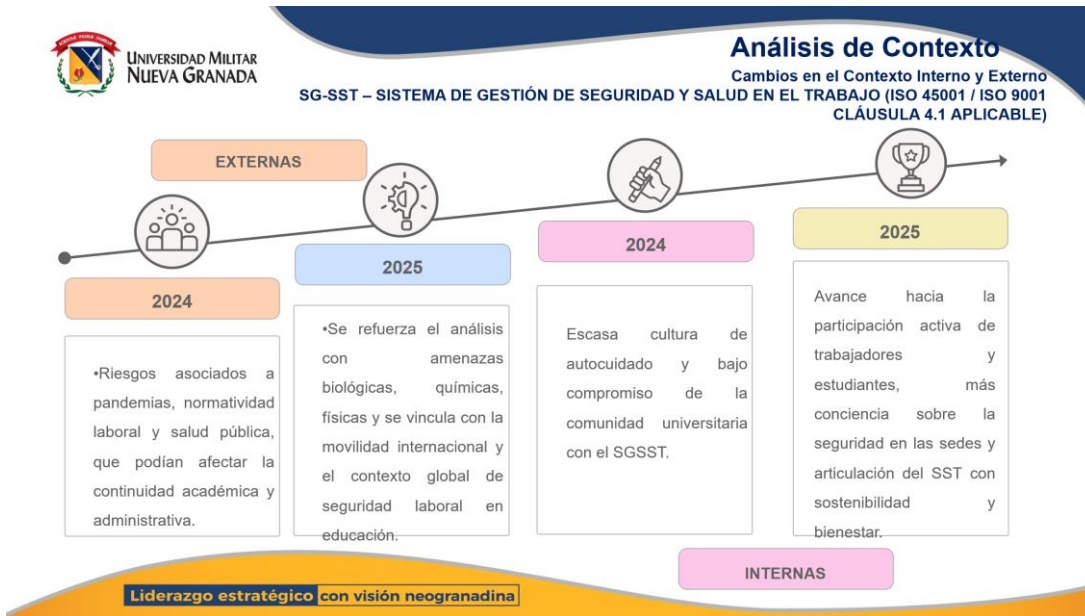 UNIVERSIDAD MILITAR
NUEVA GRANADA
Análisis de Contexto
Cambios en el Contexto Interno y Externo
SG-SST – SISTEMA DE GESTIÓN DE SEGURIDAD Y SALUD EN EL TRABAJO (ISO 45001 / ISO 9001
CLÁUSULA 4.1 APLICABLE)
EXTERNAS
2024
•Riesgos asociados a
pandemias, normatividad
laboral y salud pública,
que podían afectar la
continuidad académica y
administrativa.
2025
•Se refuerza el análisis
con amenazas
biológicas, químicas,
físicas y se vincula con la
movilidad internacional y
el contexto global de
seguridad laboral en
educación.
2024
Escasa cultura de
autocuidado y bajo
compromiso de la
comunidad universitaria
con el SGSST.
2025
Avance hacia la
participación activa de
trabajadores y
estudiantes, más
conciencia sobre la
seguridad en las sedes y
articulación del SST con
sostenibilidad y
bienestar.
INTERNAS
Liderazgo estratégico con visión neogranadina